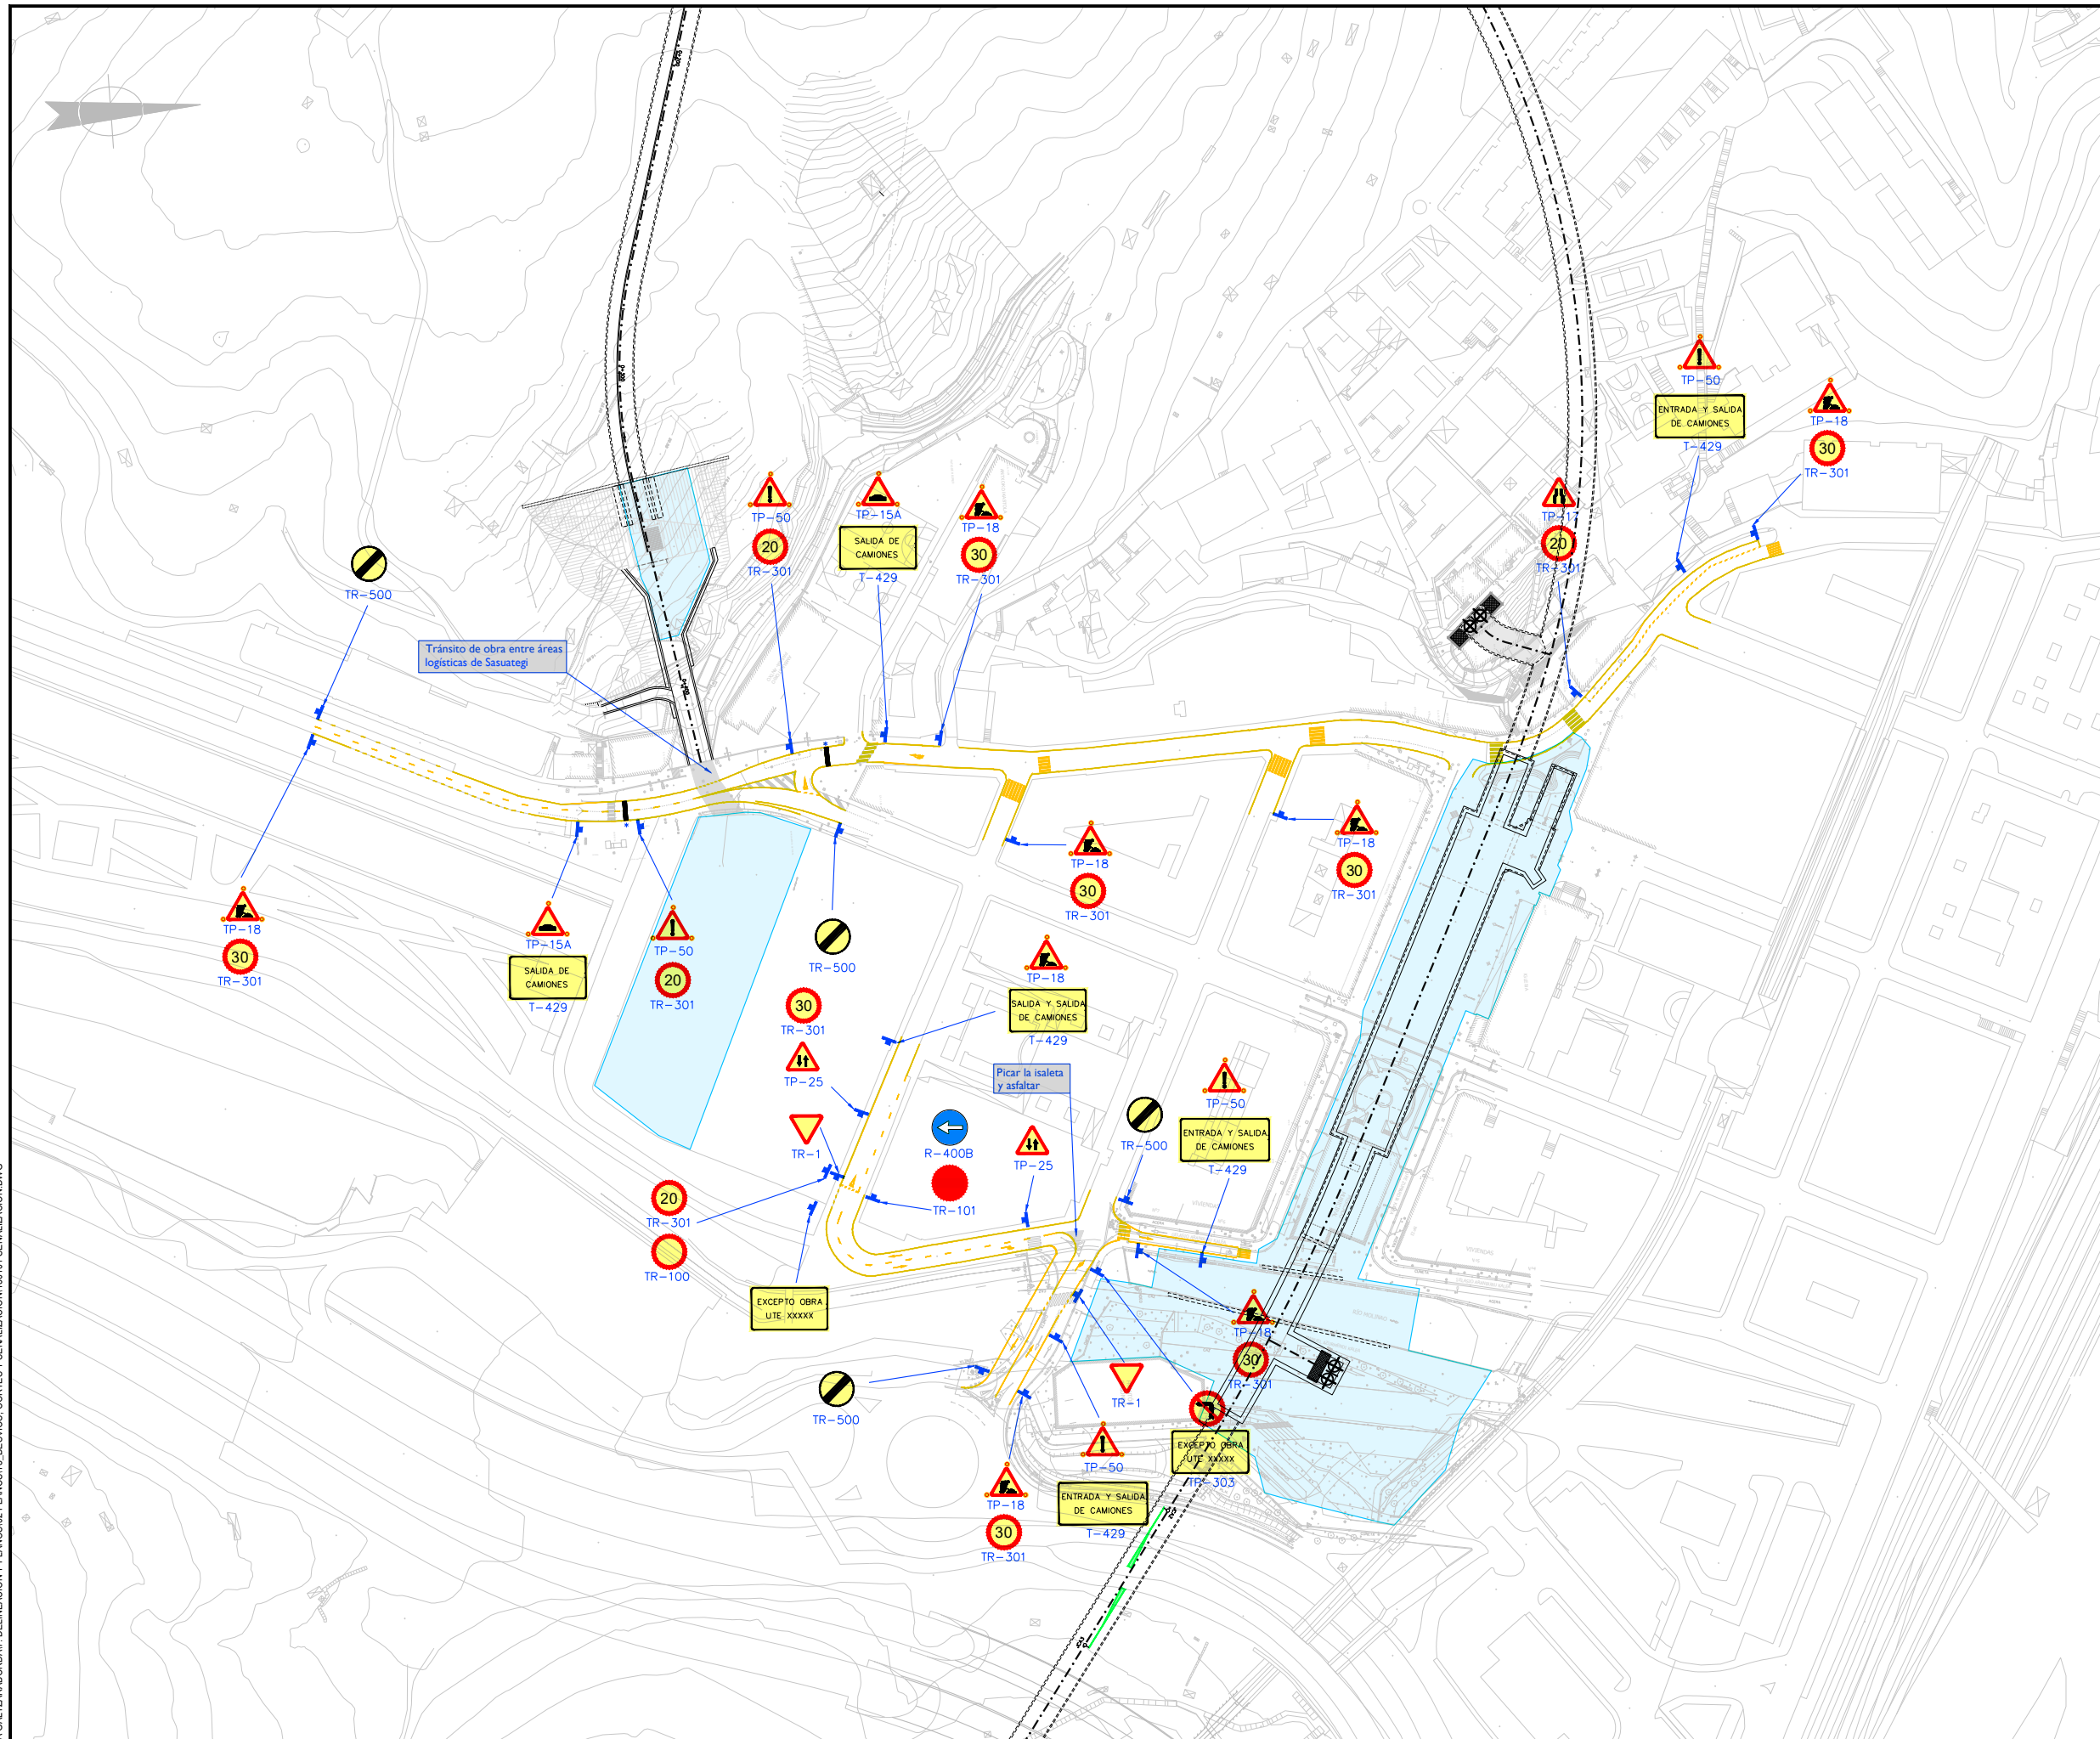 TP-50
ENTRADA Y SALIDA
DE CAMIONES
T-429
TP-18
30
TR-301
TP-50
20
TR-301
TP-15A
SALIDA DE
CAMIONES
T-429
TP-18
30
TR-301
TP-17
20
TR-301
TR-500
Tránsito de obra entre áreas
logísticas de Sasuategi
TP-18
30
TR-301
TP-18
30
TR-301
TP-18
30
TR-301
TP-15A
SALIDA DE
CAMIONES
T-429
TP-50
20
TR-301
TR-500
TP-18
SALIDA Y SALIDA
DE CAMIONES
T-429
30
TR-301
TP-25
TR-1
Picar la isaleta
y asfaltar
R-400B
TR-101
TP-25
TR-500
TP-50
ENTRADA Y SALIDA
DE CAMIONES
T-429
20
TR-301
TR-100
EXCEPTO OBRA
UTE XXXXX
TP-18
30
TR-301
TR-500
TR-1
EXCEPTO OBRA
UTE XXXXX
TR-303
TP-50
ENTRADA Y SALIDA
DE CAMIONES
T-429
TP-18
30
TR-301